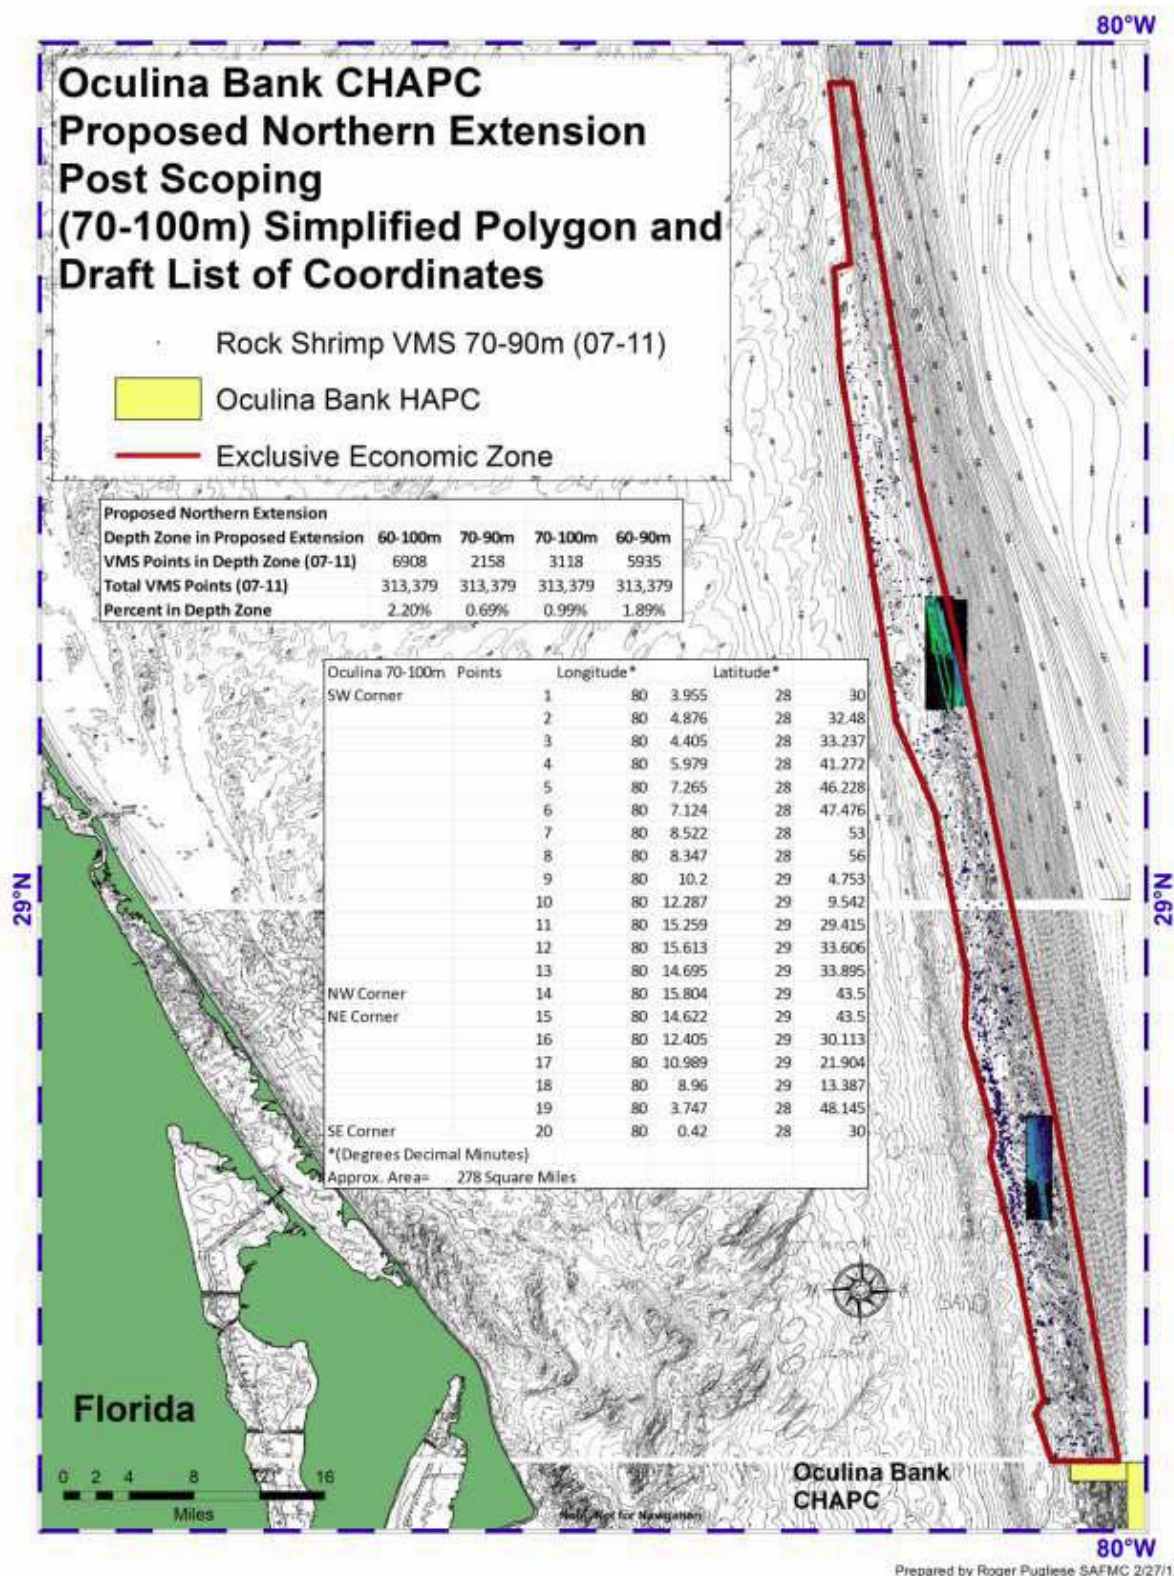 80°W
Oculina Bank CHAPC
Proposed Northern Extension
Post Scoping
(70-100m) Simplified Polygon and
Draft List of Coordinates
Rock Shrimp VMS 70-90m (07-11)
Oculina Bank HAPC
Exclusive Economic Zone
Proposed Northern Extension
Depth Zone in Proposed Extension 60-100m 70-90m 70-100m 60-90m
VMS Points in Depth Zone (07-11) 6908 2158 3118 5935
Total VMS Points (07-11) 313,379 313,379 313,379 313,379
Percent in Depth Zone 2.20% 0.69% 0.99% 1.89%
Oculina 70-100m Points Longitude* Latitude*
SW Corner 1 80 3.955 28 30
2 80 4.876 28 32.48
3 80 4.405 28 33.237
4 80 5.979 28 41.272
5 80 7.265 28 46.228
6 80 7.124 28 47.476
7 80 8.522 28 53
8 80 8.347 28 56
9 80 10.2 29 4.753
10 80 12.287 29 9.542
11 80 15.259 29 29.415
12 80 15.613 29 33.606
13 80 14.695 29 33.895
NW Corner 14 80 15.804 29 43.5
NE Corner 15 80 14.622 29 43.5
16 80 12.405 29 30.113
17 80 10.989 29 21.904
18 80 8.96 29 13.387
19 80 3.747 28 48.145
SE Corner 20 80 0.42 28 30
*(Degrees Decimal Minutes)
Approx. Area= 278 Square Miles
29°N
29°N
Florida
0 2 4 8 12 16
Miles
Oculina Bank
CHAPC
Not for Navigation
80°W
Prepared by Roger Pugliese SAFMC 2/27/1